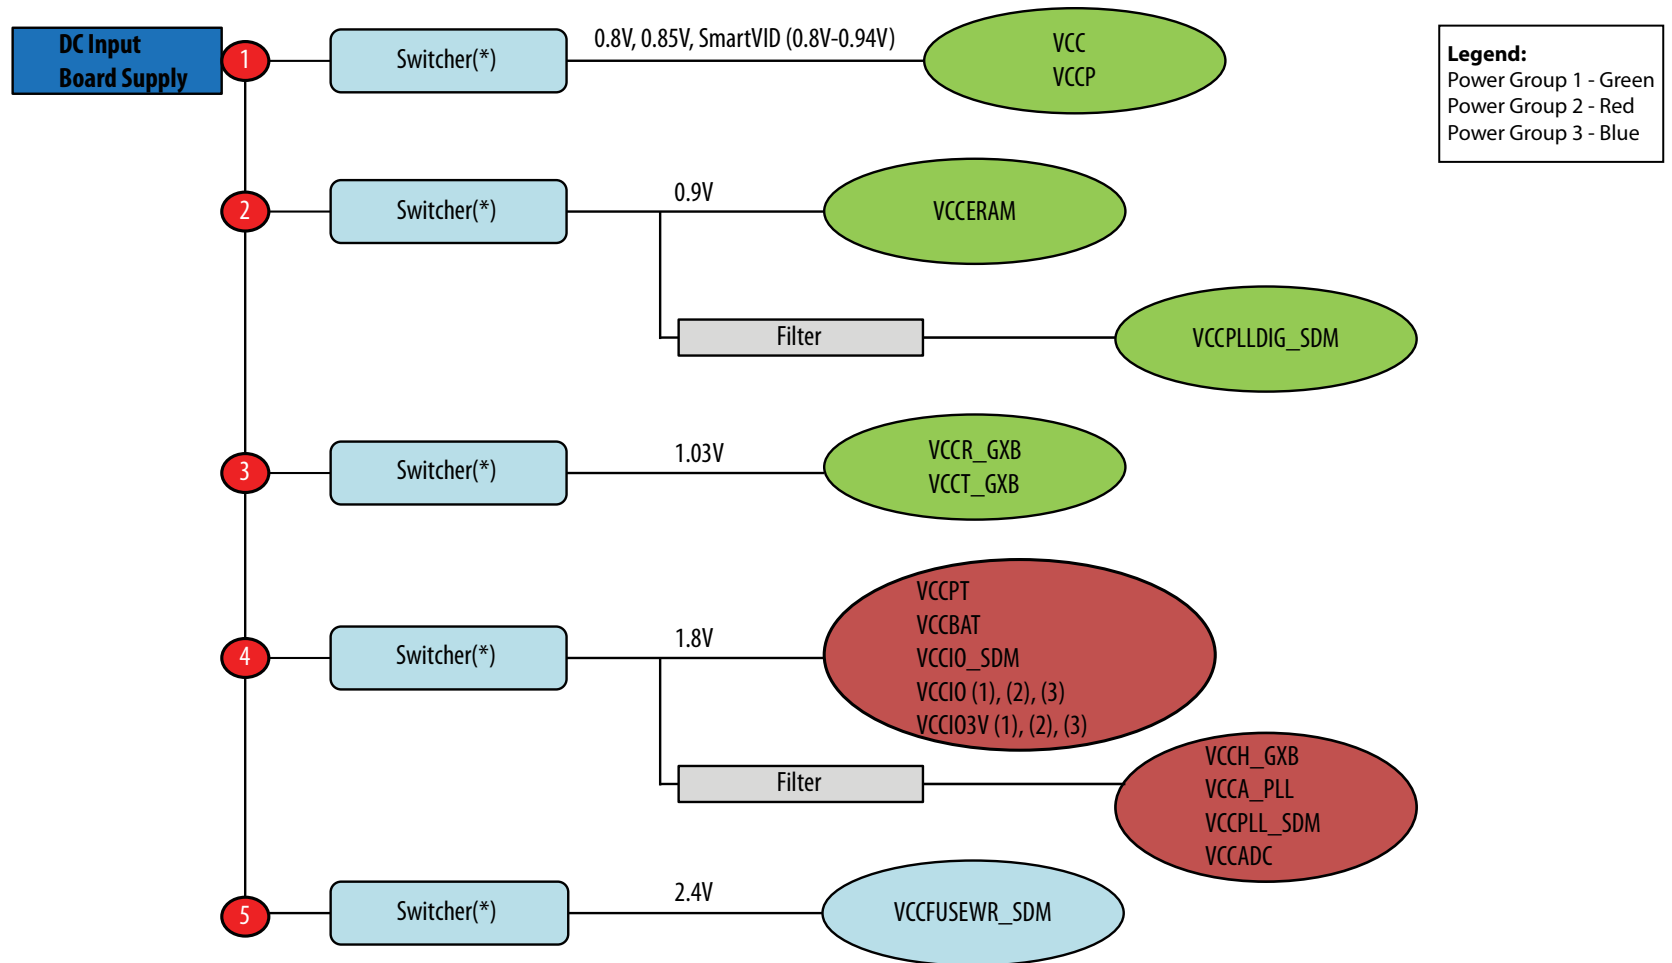 DC Input
Board Supply
1
Switcher(*)
0.8V, 0.85V, SmartVID (0.8V-0.94V)
VCC
VCCP
Legend:
Power Group 1 - Green
Power Group 2 - Red
Power Group 3 - Blue
2
Switcher(*)
0.9V
VCCERAM
Filter
VCCPLLDIG_SDM
3
Switcher(*)
1.03V
VCCR_GXB
VCCT_GXB
4
Switcher(*)
1.8V
VCCPT
VCCBAT
VCCIO_SDM
VCCIO (1), (2), (3)
VCCIO3V (1), (2), (3)
Filter
VCCH_GXB
VCCA_PLL
VCCPLL_SDM
VCCADC
5
Switcher(*)
2.4V
VCCFUSEWR_SDM